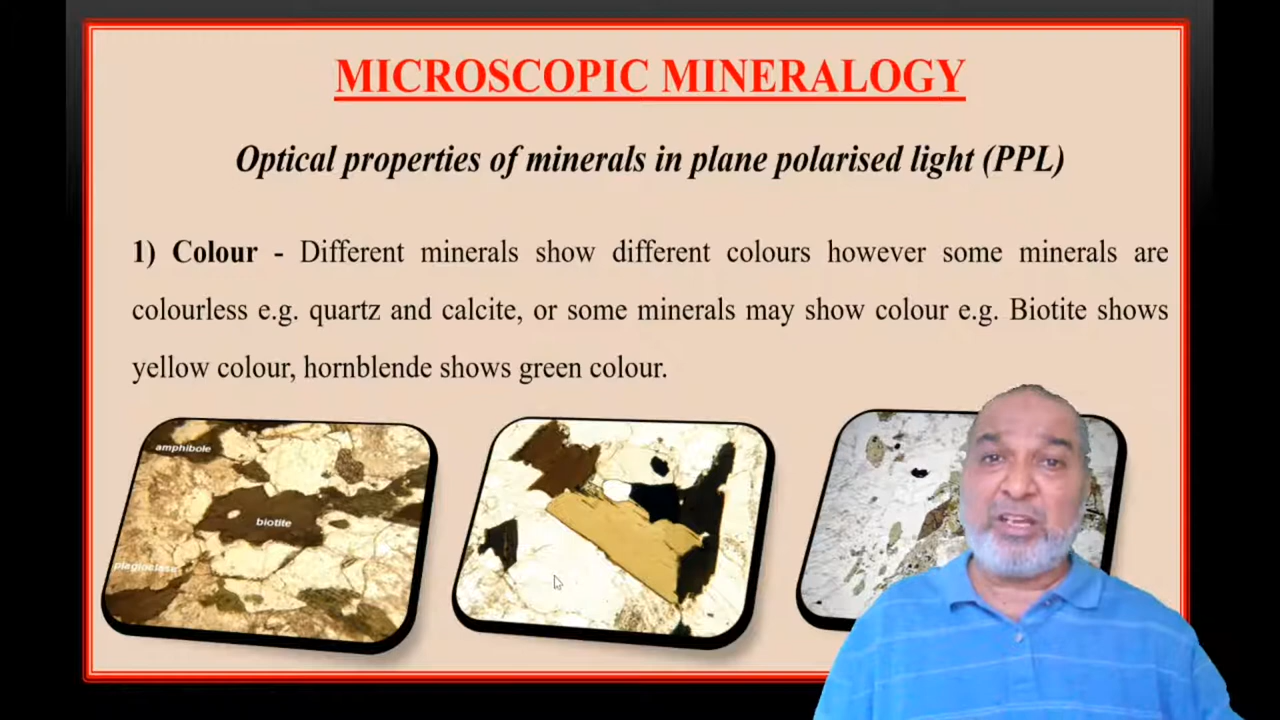 MICROSCOPIC MINERALOGY
Optical properties of minerals in plane polarised light (PPL)
1) Colour - Different minerals show different colours however some minerals are
colourless e.g. quartz and calcite, or some minerals may show colour e.g. Biotite shows
yellow colour, hornblende shows green colour.
amphibole
biotite
plagioclase